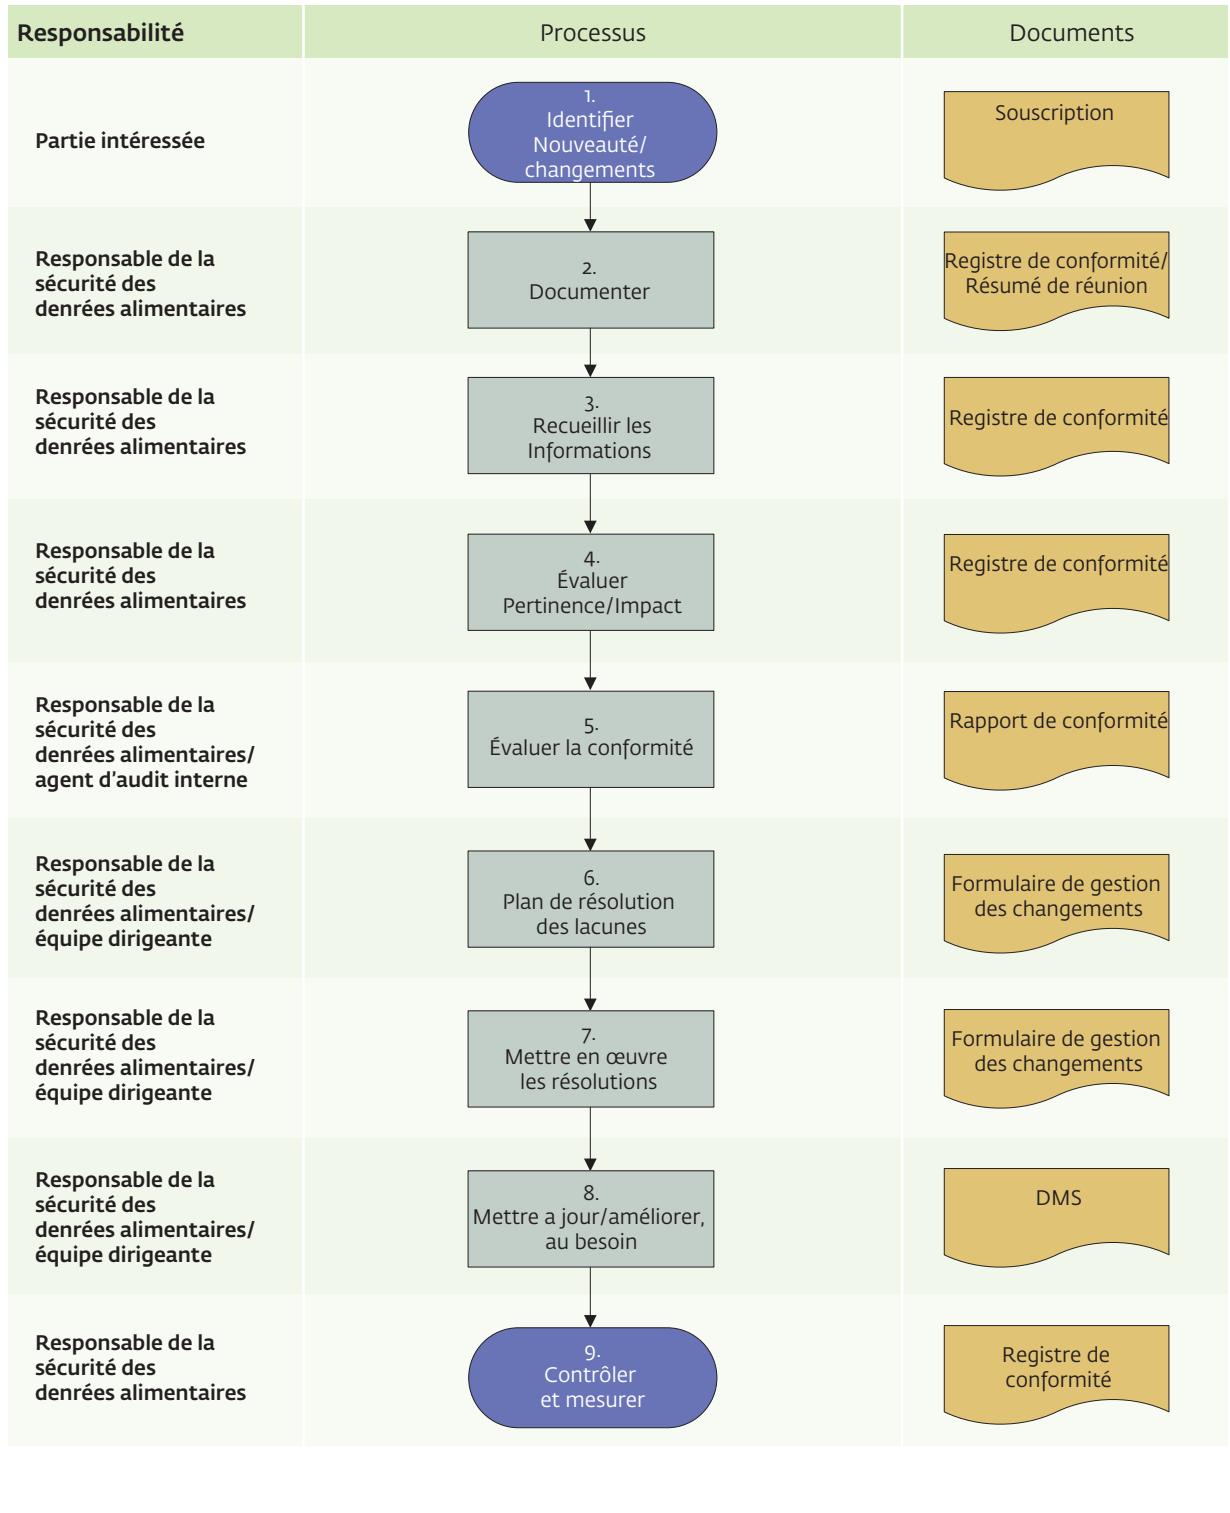 Responsabilité
Processus
Documents
Partie intéressée
1.
Identifier
Nouveauté/
changements
Souscription
Responsable de la
sécurité des
denrées alimentaires
2.
Documenter
Registre de conformité/
Résumé de réunion
Responsable de la
sécurité des
denrées alimentaires
3.
Recueillir les
Informations
Registre de conformité
Responsable de la
sécurité des
denrées alimentaires
4.
Évaluer
Pertinence/Impact
Registre de conformité
Responsable de la
sécurité des
denrées alimentaires/
agent d'audit interne
5.
Évaluer la conformité
Rapport de conformité
Responsable de la
sécurité des
denrées alimentaires/
équipe dirigeante
6.
Plan de résolution
des lacunes
Formulaire de gestion
des changements
Responsable de la
sécurité des
denrées alimentaires/
équipe dirigeante
7.
Mettre en œuvre
les résolutions
Formulaire de gestion
des changements
Responsable de la
sécurité des
denrées alimentaires/
équipe dirigeante
8.
Mettre a jour/améliorer,
au besoin
DMS
Responsable de la
sécurité des
denrées alimentaires
9.
Contrôler
et mesurer
Registre de
conformité